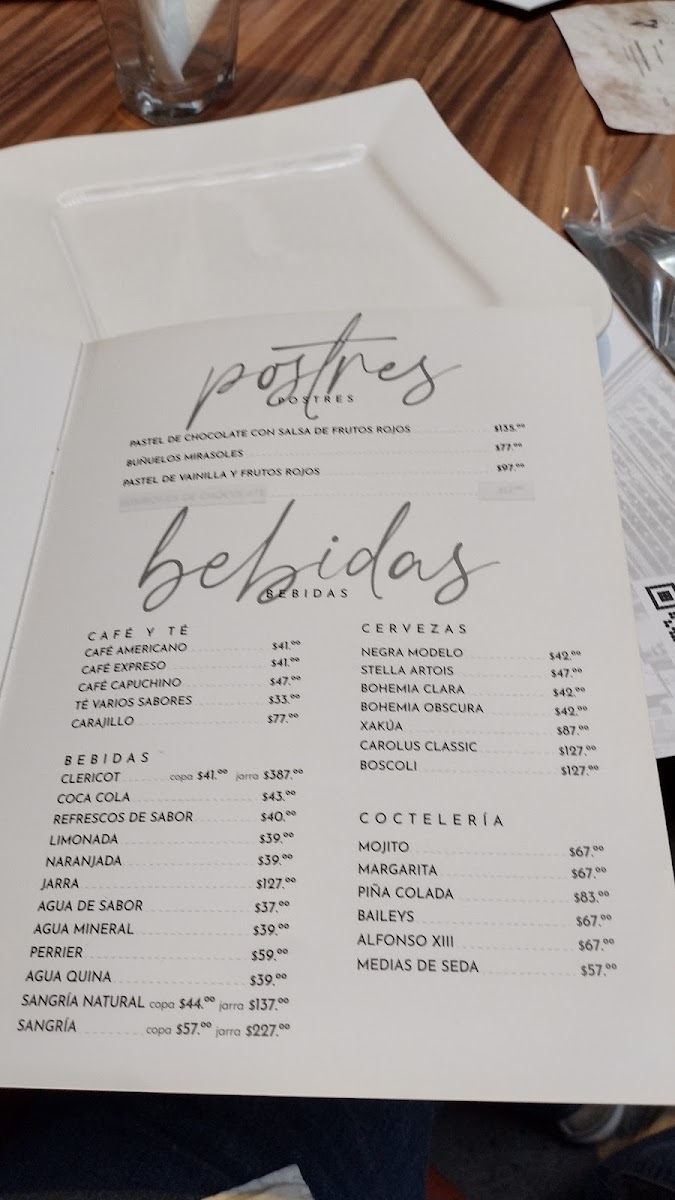 postres
POSTRES
PASTEL DE CHOCOLATE CON SALSA DE FRUTOS ROJOS $135.00
BUÑUELOS MIRASOLES $77.00
PASTEL DE VAINILLA Y FRUTOS ROJOS $97.00
bebidas
BEBIDAS
CAFÉ Y TÉ
CAFÉ AMERICANO $41.00
CAFÉ EXPRESO $41.00
CAFÉ CAPUCHINO $47.00
TÉ VARIOS SABORES $33.00
CARAJILLO $77.00
BEBIDAS
CLERICOT copa $41.00 jarra $387.00
COCA COLA $43.00
REFRESCOS DE SABOR $40.00
LIMONADA $39.00
NARANJADA $39.00
JARRA $127.00
AGUA DE SABOR $37.00
AGUA MINERAL $39.00
PERRIER $59.00
AGUA QUINA $39.00
SANGRÍA NATURAL copa $44.00 jarra $137.00
SANGRÍA copa $57.00 jarra $227.00
CERVEZAS
NEGRA MODELO $42.00
STELLA ARTOIS $47.00
BOHEMIA CLARA $42.00
BOHEMIA OBSCURA $42.00
XAKÚA $87.00
CAROLUS CLASSIC $127.00
BOSCOLI $127.00
COCTELERÍA
MOJITO $67.00
MARGARITA $67.00
PIÑA COLADA $83.00
BAILEYS $67.00
ALFONSO XIII $67.00
MEDIAS DE SEDA $57.00